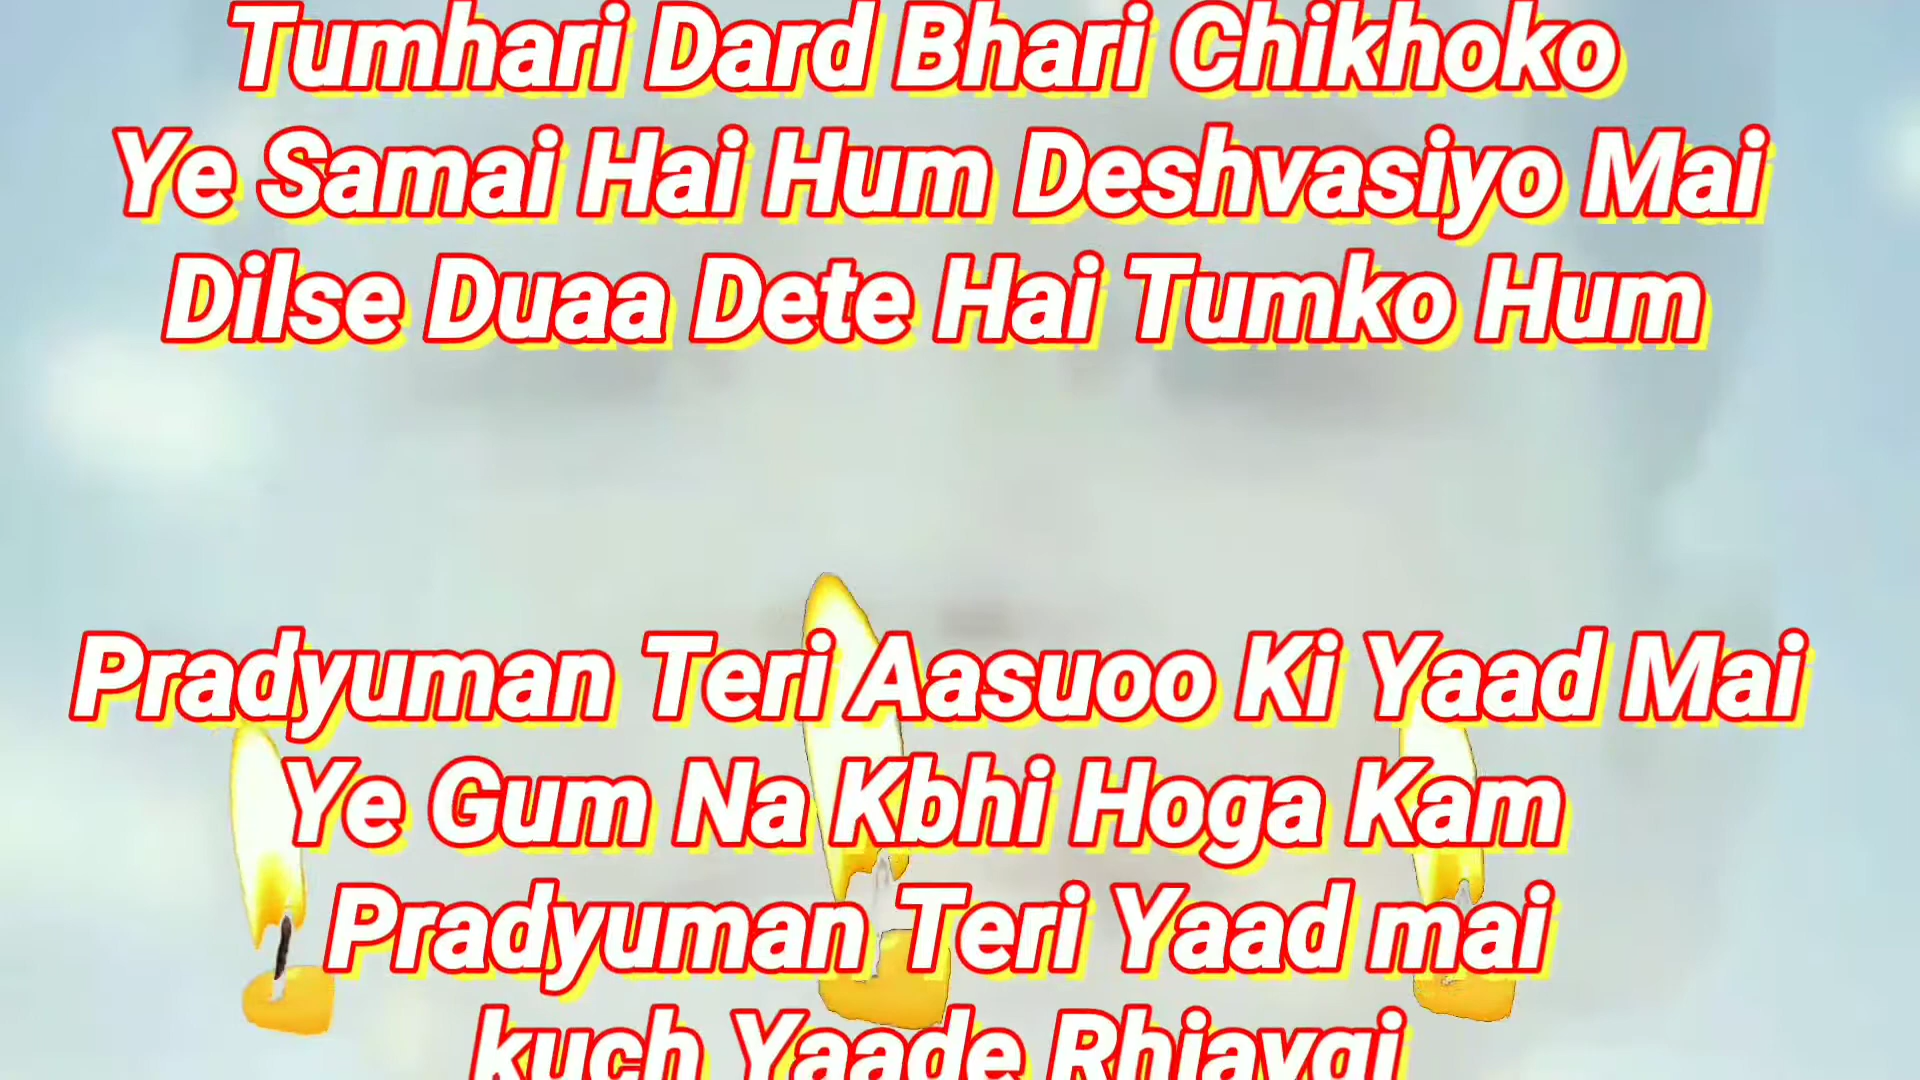 Tumhari Dard Bhari Chikhoko
Ye Samai Hai Hum Deshvasiyo Mai
Dilse Duaa Dete Hai Tumko Hum
Pradyuman Teri Aasuoo Ki Yaad Mai
Ye Gum Na Kbhi Hoga Kam
Pradyuman Teri Yaad mai
kuch Yaade